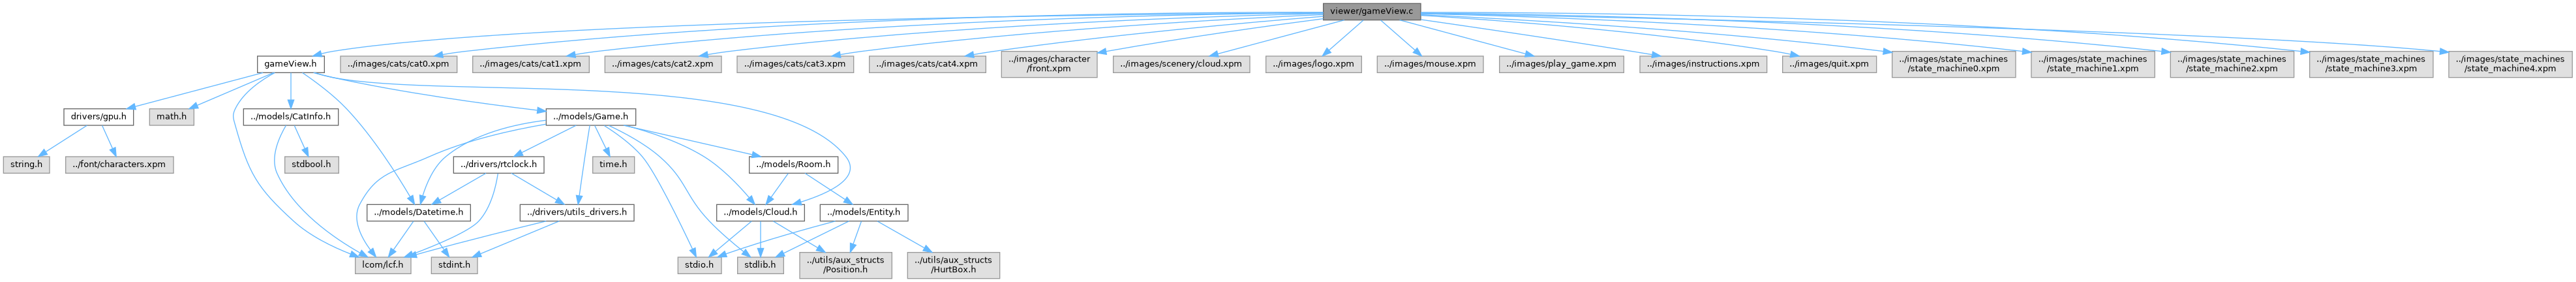 viewer/gameView.c
gameView.h
../images/cats/cat0.xpm
../images/cats/cat1.xpm
../images/cats/cat2.xpm
../images/cats/cat3.xpm
../images/cats/cat4.xpm
../images/character
/front.xpm
../images/scenery/cloud.xpm
../images/logo.xpm
../images/mouse.xpm
../images/play_game.xpm
../images/instructions.xpm
../images/quit.xpm
../images/state_machines
/state_machine0.xpm
../images/state_machines
/state_machine1.xpm
../images/state_machines
/state_machine2.xpm
../images/state_machines
/state_machine3.xpm
../images/state_machines
/state_machine4.xpm
drivers/gpu.h
math.h
../models/CatInfo.h
../models/Game.h
string.h
../font/characters.xpm
stdbool.h
../drivers/rtclock.h
time.h
../models/Room.h
../models/Datetime.h
../drivers/utils_drivers.h
../models/Cloud.h
../models/Entity.h
lcom/lcf.h
stdint.h
stdio.h
stdlib.h
../utils/aux_structs
/Position.h
../utils/aux_structs
/HurtBox.h